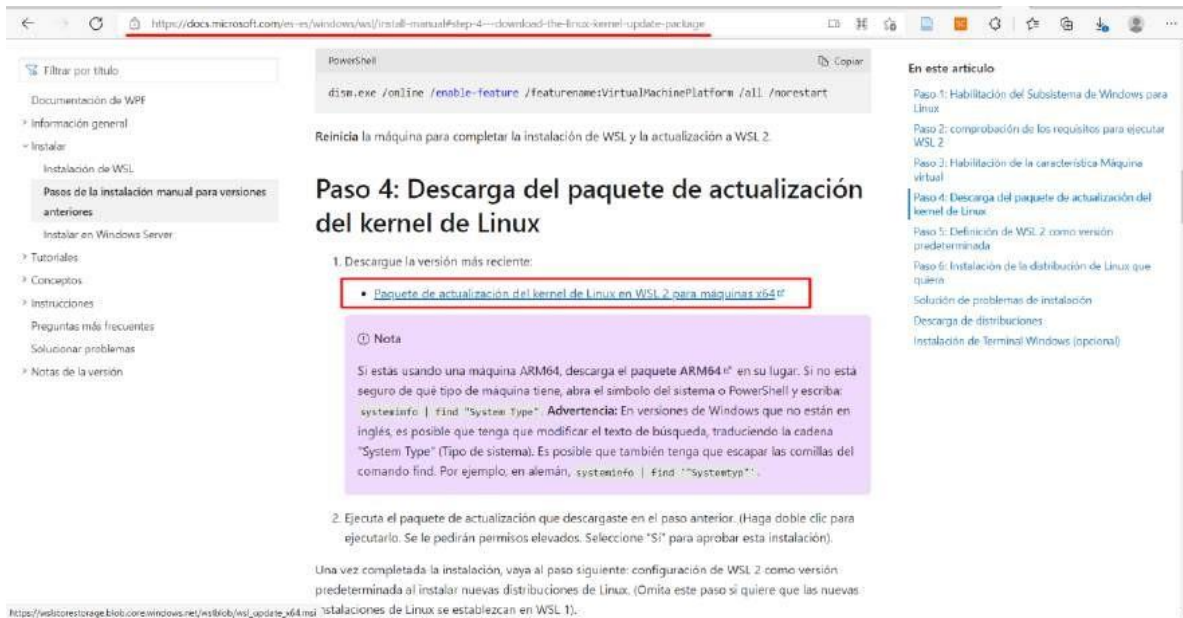 https://docs.microsoft.com/es-es/windows/wsl/install-manual#step-4---download-the-linux-kernel-update-package
Filtrar por título
Documentación de WPF
Información general
Instalar
Instalación de WSL
Pasos de la instalación manual para versiones
anteriores
Instalar en Windows Server
Tutoriales
Conceptos
Instrucciones
Preguntas más frecuentes
Solucionar problemas
Notas de la versión
PowerShell
Copiar
dism.exe /online /enable-feature /featurename:VirtualMachinePlatform /all /norestart
Reinicia la máquina para completar la instalación de WSL y la actualización a WSL 2.
Paso 4: Descarga del paquete de actualización
del kernel de Linux
1. Descargue la versión más reciente:
• Paquete de actualización del kernel de Linux en WSL 2 para máquinas x64
Nota
Si estás usando una máquina ARM64, descarga el paquete ARM64 en su lugar. Si no está
seguro de qué tipo de máquina tiene, abra el símbolo del sistema o PowerShell y escriba:
systeminfo | find "System Type". Advertencia: En versiones de Windows que no están en
inglés, es posible que tenga que modificar el texto de búsqueda, traduciendo la cadena
"System Type" (Tipo de sistema). Es posible que también tenga que escapar las comillas del
comando find. Por ejemplo, en alemán, systeminfo | find '"Systemtyp"'.
2. Ejecuta el paquete de actualización que descargaste en el paso anterior. (Haga doble clic para
ejecutarlo. Se le pedirán permisos elevados. Seleccione "Sí" para aprobar esta instalación).
Una vez completada la instalación, vaya al paso siguiente: configuración de WSL 2 como versión
predeterminada al instalar nuevas distribuciones de Linux. (Omita este paso si quiere que las nuevas
instalaciones de Linux se establezcan en WSL 1).
En este artículo
Paso 1: Habilitación del Subsistema de Windows para
Linux
Paso 2: comprobación de los requisitos para ejecutar
WSL 2
Paso 3: Habilitación de la característica Máquina
virtual
Paso 4: Descarga del paquete de actualización del
kernel de Linux
Paso 5: Definición de WSL 2 como versión
predeterminada
Paso 6: Instalación de la distribución de Linux que
quiera
Solución de problemas de instalación
Descarga de distribuciones
Instalación de Terminal Windows (opcional)
https://wslstorestorage.blob.core.windows.net/wslblob/wsl_update_x64.msi